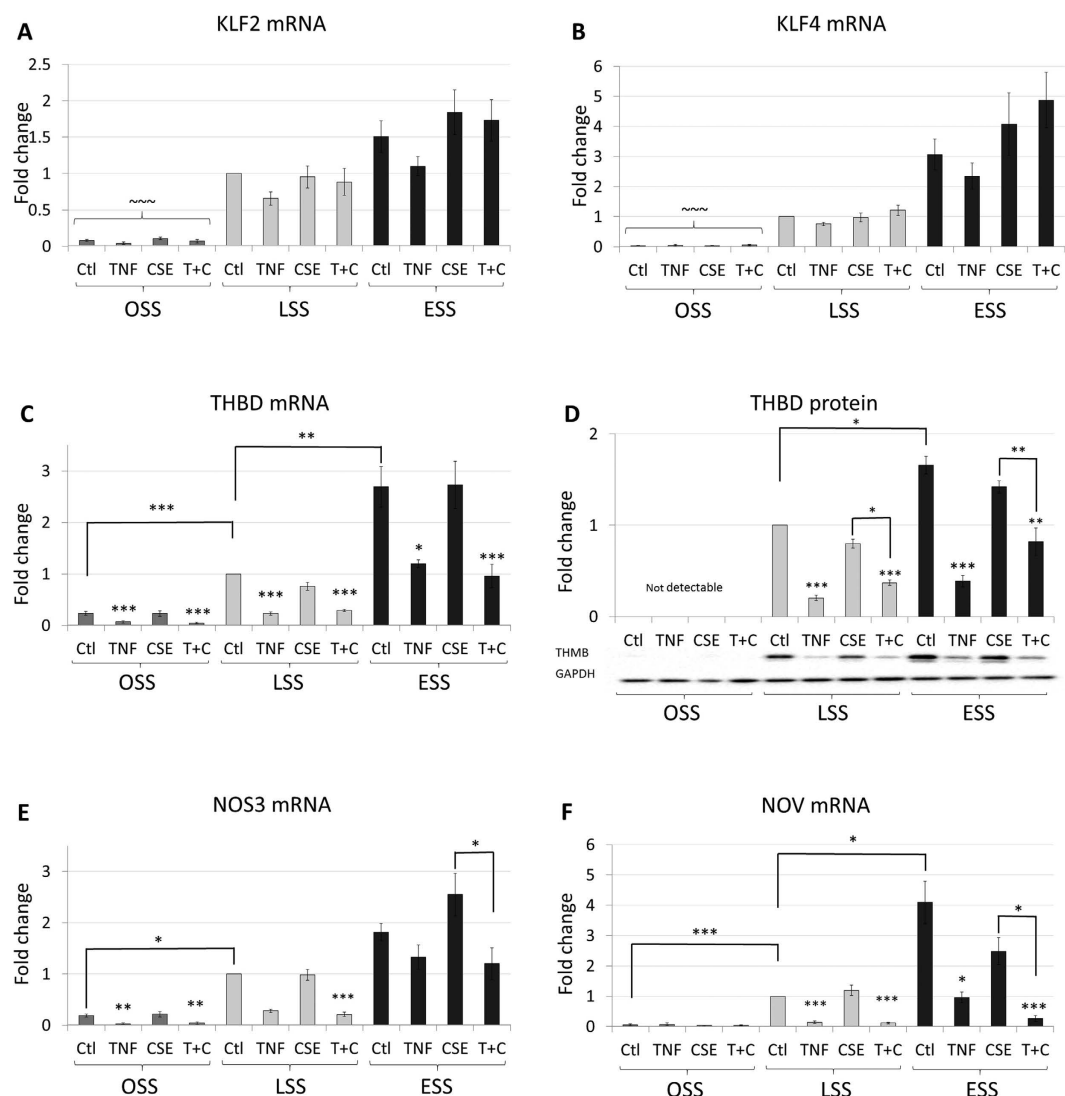 A
KLF2 mRNA
Fold change
2.5
2
1.5
1
0.5
0
~~~
Ctl TNF CSE T+C Ctl TNF CSE T+C Ctl TNF CSE T+C
OSS LSS ESS
B
KLF4 mRNA
Fold change
6
5
4
3
2
1
0
~~~
Ctl TNF CSE T+C Ctl TNF CSE T+C Ctl TNF CSE T+C
OSS LSS ESS
C
THBD mRNA
Fold change
3
2
1
0
**
***
*
***
*** *** *** ***
Ctl TNF CSE T+C Ctl TNF CSE T+C Ctl TNF CSE T+C
OSS LSS ESS
D
THBD protein
Fold change
2
1
0
*
**
*
**
*** *** ***
Not detectable
Ctl TNF CSE T+C Ctl TNF CSE T+C Ctl TNF CSE T+C
THMB
GAPDH
OSS LSS ESS
E
NOS3 mRNA
Fold change
3
2
1
0
*
*
** ** ***
Ctl TNF CSE T+C Ctl TNF CSE T+C Ctl TNF CSE T+C
OSS LSS ESS
F
NOV mRNA
Fold change
6
5
4
3
2
1
0
*
*
***
*
*** *** ***
Ctl TNF CSE T+C Ctl TNF CSE T+C Ctl TNF CSE T+C
OSS LSS ESS